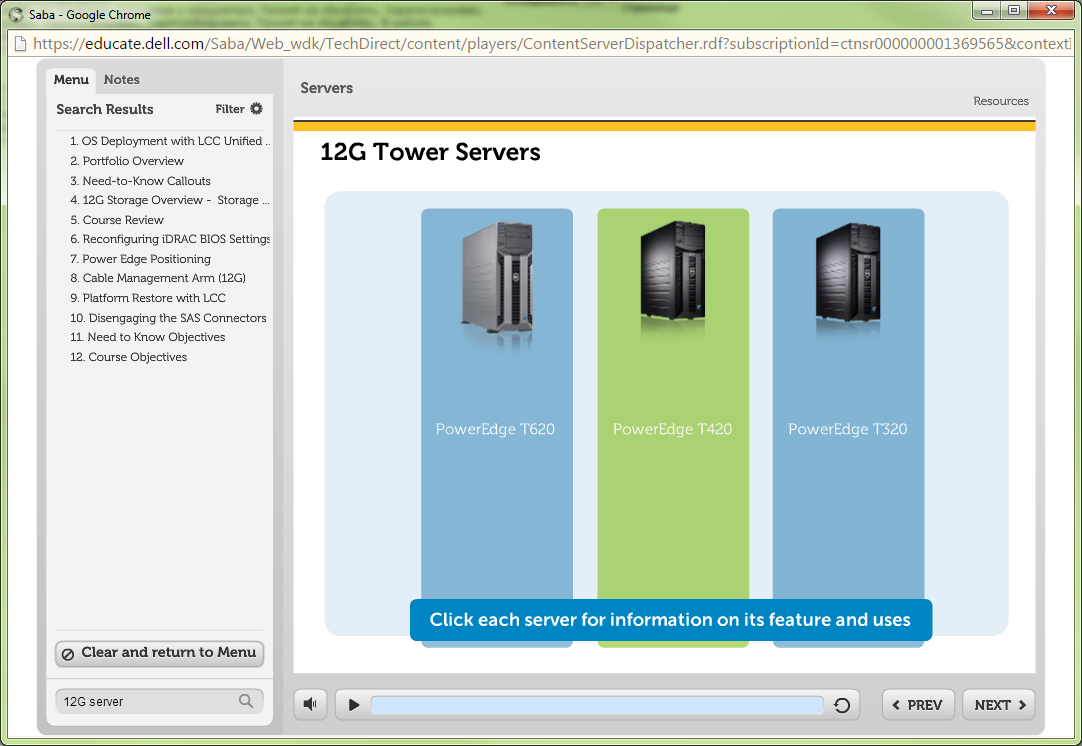 Saba - Google Chrome
https://educate.dell.com/Saba/Web_wdk/TechDirect/content/players/ContentServerDispatcher.rdf?subscriptionId=ctnsr000000001369565&context
Menu Notes
Search Results Filter
1. OS Deployment with LCC Unified ..
2. Portfolio Overview
3. Need-to-Know Callouts
4. 12G Storage Overview - Storage ...
5. Course Review
6. Reconfiguring iDRAC BIOS Settings
7. Power Edge Positioning
8. Cable Management Arm (12G)
9. Platform Restore with LCC
10. Disengaging the SAS Connectors
11. Need to Know Objectives
12. Course Objectives
Clear and return to Menu
12G server
Servers
Resources
12G Tower Servers
PowerEdge T620 PowerEdge T420 PowerEdge T320
Click each server for information on its feature and uses
PREV NEXT